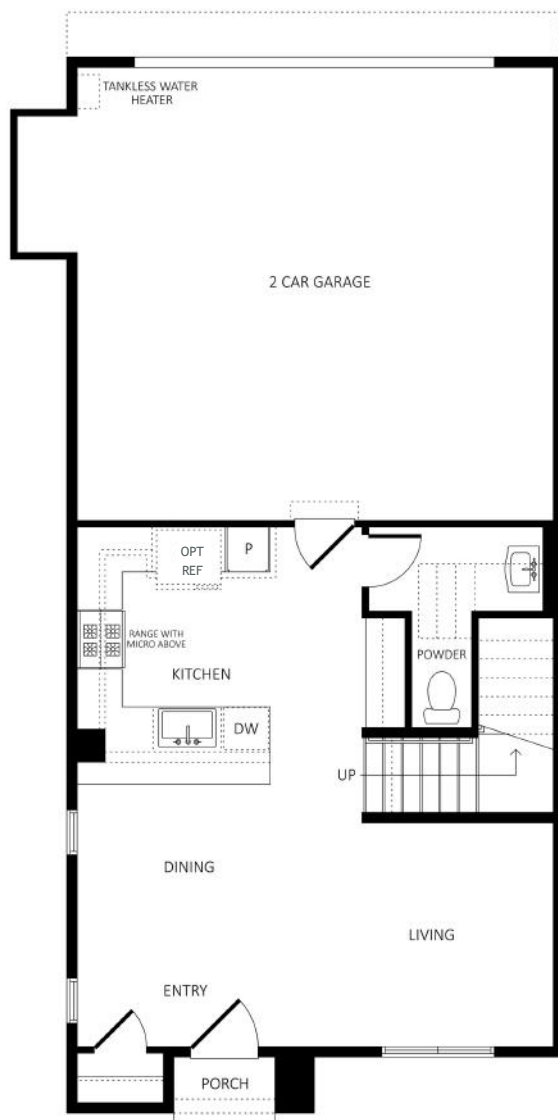 TANKLESS WATER
HEATER
2 CAR GARAGE
OPT
REF
P
RANGE WITH
MICRO ABOVE
KITCHEN
POWDER
DW
UP
DINING
LIVING
ENTRY
PORCH